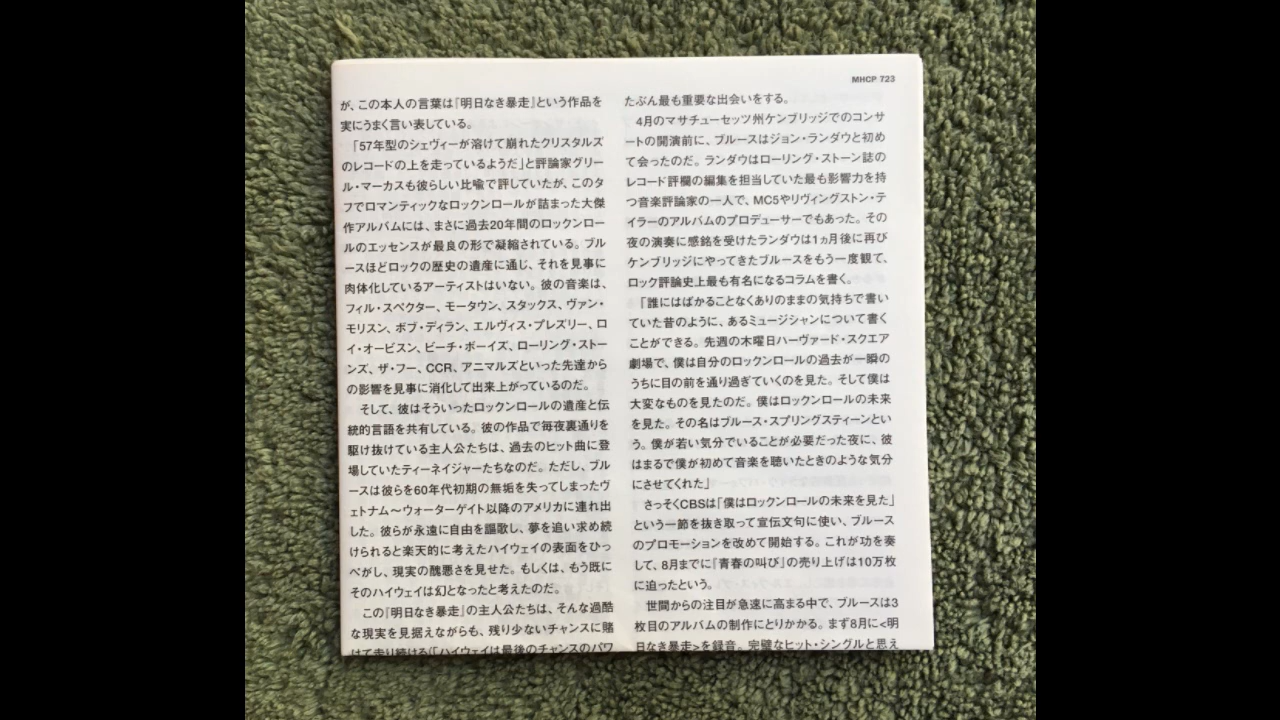 MHCP 723
が、この本人の言葉は『明日なき暴走』という作品を
実にうまく言い表している。
「57年型のシェヴィーが溶けて崩れたクリスタルズ
のレコードの上を走っているようだ」と評論家グリー
ル・マーカスも彼らしい比喩で評していたが、このタ
フでロマンティックなロックンロールが詰まった大傑
作アルバムには、まさに過去20年間のロックンロー
ルのエッセンスが最良の形で凝縮されている。ブル
ースほどロックの歴史の遺産に通じ、それを見事に
肉体化しているアーティストはいない。彼の音楽は、
フィル・スペクター、モータウン、スタックス、ヴァン・
モリスン、ボブ・ディラン、エルヴィス・プレズリー、ロ
イ・オービスン、ビーチ・ボーイズ、ローリング・ストー
ンズ、ザ・フー、CCR、アニマルズといった先達から
の影響を見事に消化して出来上がっているのだ。
そして、彼はそういったロックンロールの遺産と伝
統的言語を共有している。彼の作品で毎夜裏通りを
駆け抜けている主人公たちは、過去のヒット曲に登
場していたティーネイジャーたちなのだ。ただし、ブル
ースは彼らを60年代初期の無垢を失ってしまったヴ
ェトナム〜ウォーターゲイト以降のアメリカに連れ出
した。彼らが永遠に自由を謳歌し、夢を追い求め続
けられると楽天的に考えたハイウェイの表面をひっ
ぺがし、現実の醜悪さを見せた。もしくは、もう既に
そのハイウェイは幻となったと考えたのだ。
この『明日なき暴走』の主人公たちは、そんな過酷
な現実を見据えながらも、残り少ないチャンスに賭
けて走り続ける(「ハイウェイは最後のチャンスのパワ
たぶん最も重要な出会いをする。
4月のマサチューセッツ州ケンブリッジでのコンサ
ートの開演前に、ブルースはジョン・ランダウと初め
て会ったのだ。ランダウはローリング・ストーン誌の
レコード評欄の編集を担当していた最も影響力を持
つ音楽評論家の一人で、MC5やリヴィングストン・テ
イラーのアルバムのプロデューサーでもあった。その
夜の演奏に感銘を受けたランダウは1ヵ月後に再び
ケンブリッジにやってきたブルースをもう一度観て、
ロック評論史上最も有名になるコラムを書く。
「誰にはばかることなくありのままの気持ちで書い
ていた昔のように、あるミュージシャンについて書く
ことができる。先週の木曜日ハーヴァード・スクエア
劇場で、僕は自分のロックンロールの過去が一瞬の
うちに目の前を通り過ぎていくのを見た。そして僕は
大変なものを見たのだ。僕はロックンロールの未来
を見た。その名はブルース・スプリングスティーンとい
う。僕が若い気分でいることが必要だった夜に、彼
はまるで僕が初めて音楽を聴いたときのような気分
にさせてくれた」
さっそくCBSは「僕はロックンロールの未来を見た」
という一節を抜き取って宣伝文句に使い、ブルース
のプロモーションを改めて開始する。これが功を奏
して、8月までに『青春の叫び』の売り上げは10万枚
に迫ったという。
世間からの注目が急速に高まる中で、ブルースは3
枚目のアルバムの制作にとりかかる。まず8月に<明
日なき暴走>を録音。完璧なヒット・シングルと思え